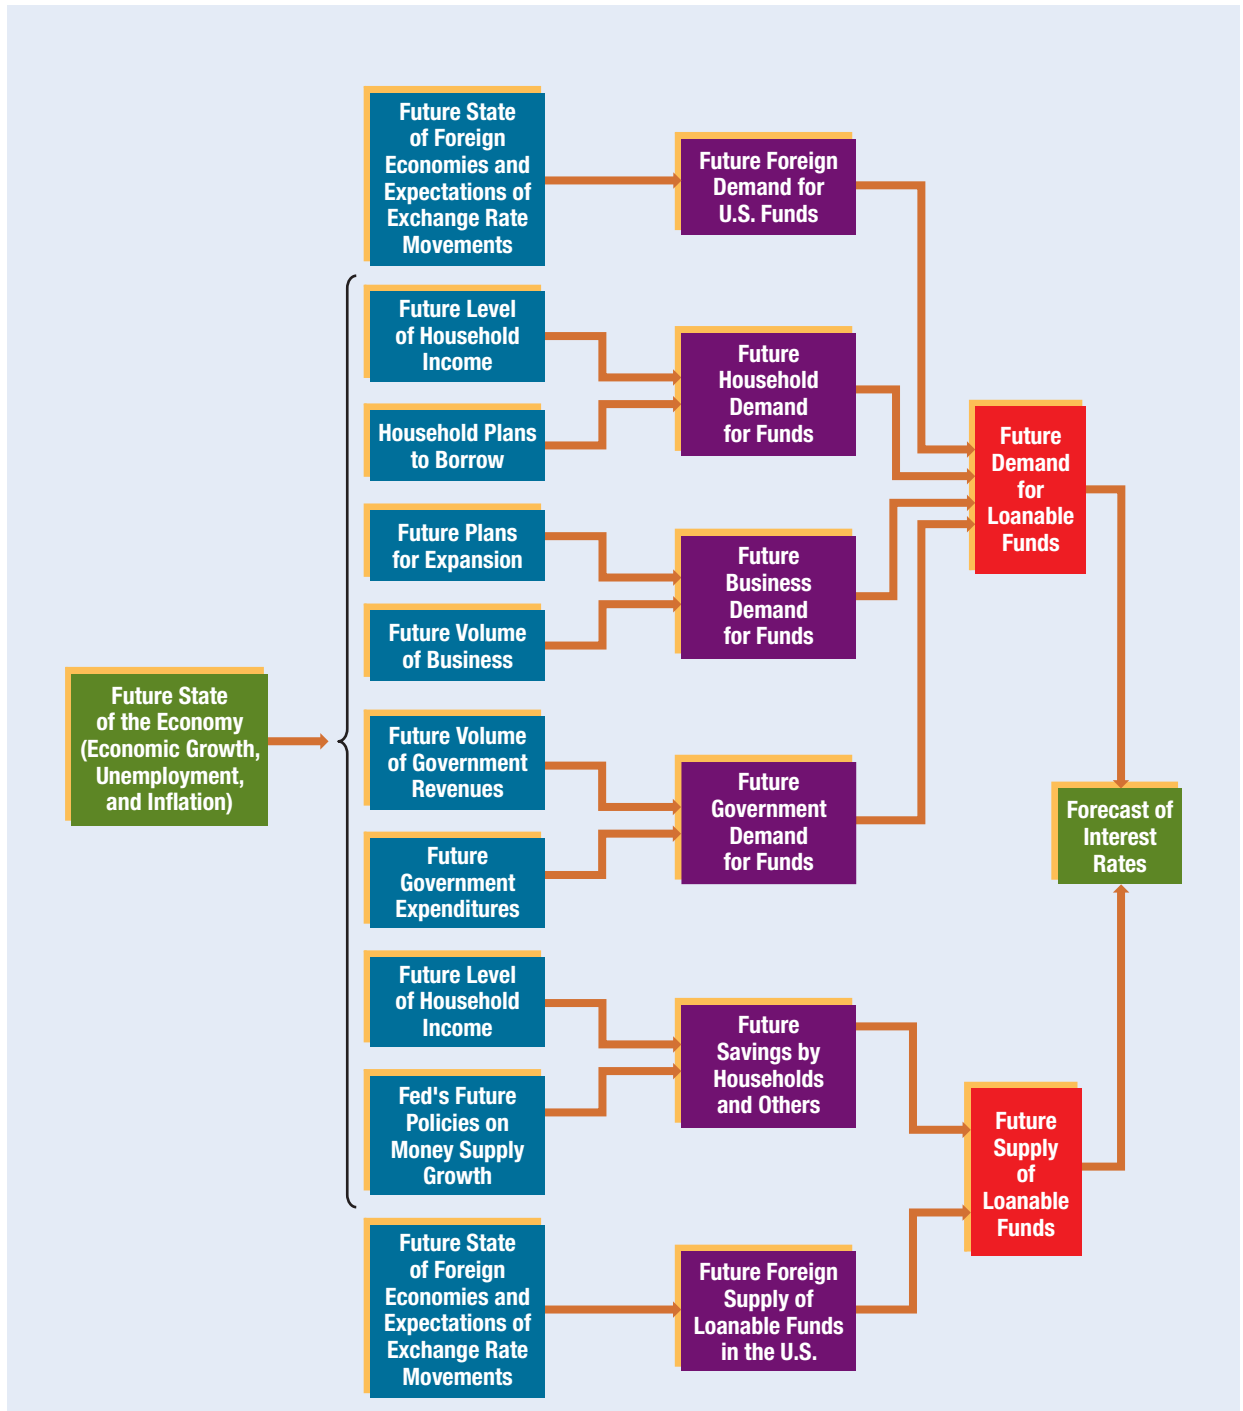 Future State
of Foreign
Economies and
Expectations of
Exchange Rate
Movements
Future Foreign
Demand for
U.S. Funds
Future Level
of Household
Income
Household Plans
to Borrow
Future
Household
Demand
for Funds
Future
Demand
for
Loanable
Funds
Future Plans
for Expansion
Future Volume
of Business
Future
Business
Demand
for Funds
Future State
of the Economy
(Economic Growth,
Unemployment,
and Inflation)
Future Volume
of Government
Revenues
Future
Government
Expenditures
Future
Government
Demand
for Funds
Forecast of
Interest
Rates
Future Level
of Household
Income
Fed's Future
Policies on
Money Supply
Growth
Future
Savings by
Households
and Others
Future
Supply
of
Loanable
Funds
Future State
of Foreign
Economies and
Expectations of
Exchange Rate
Movements
Future Foreign
Supply of
Loanable Funds
in the U.S.